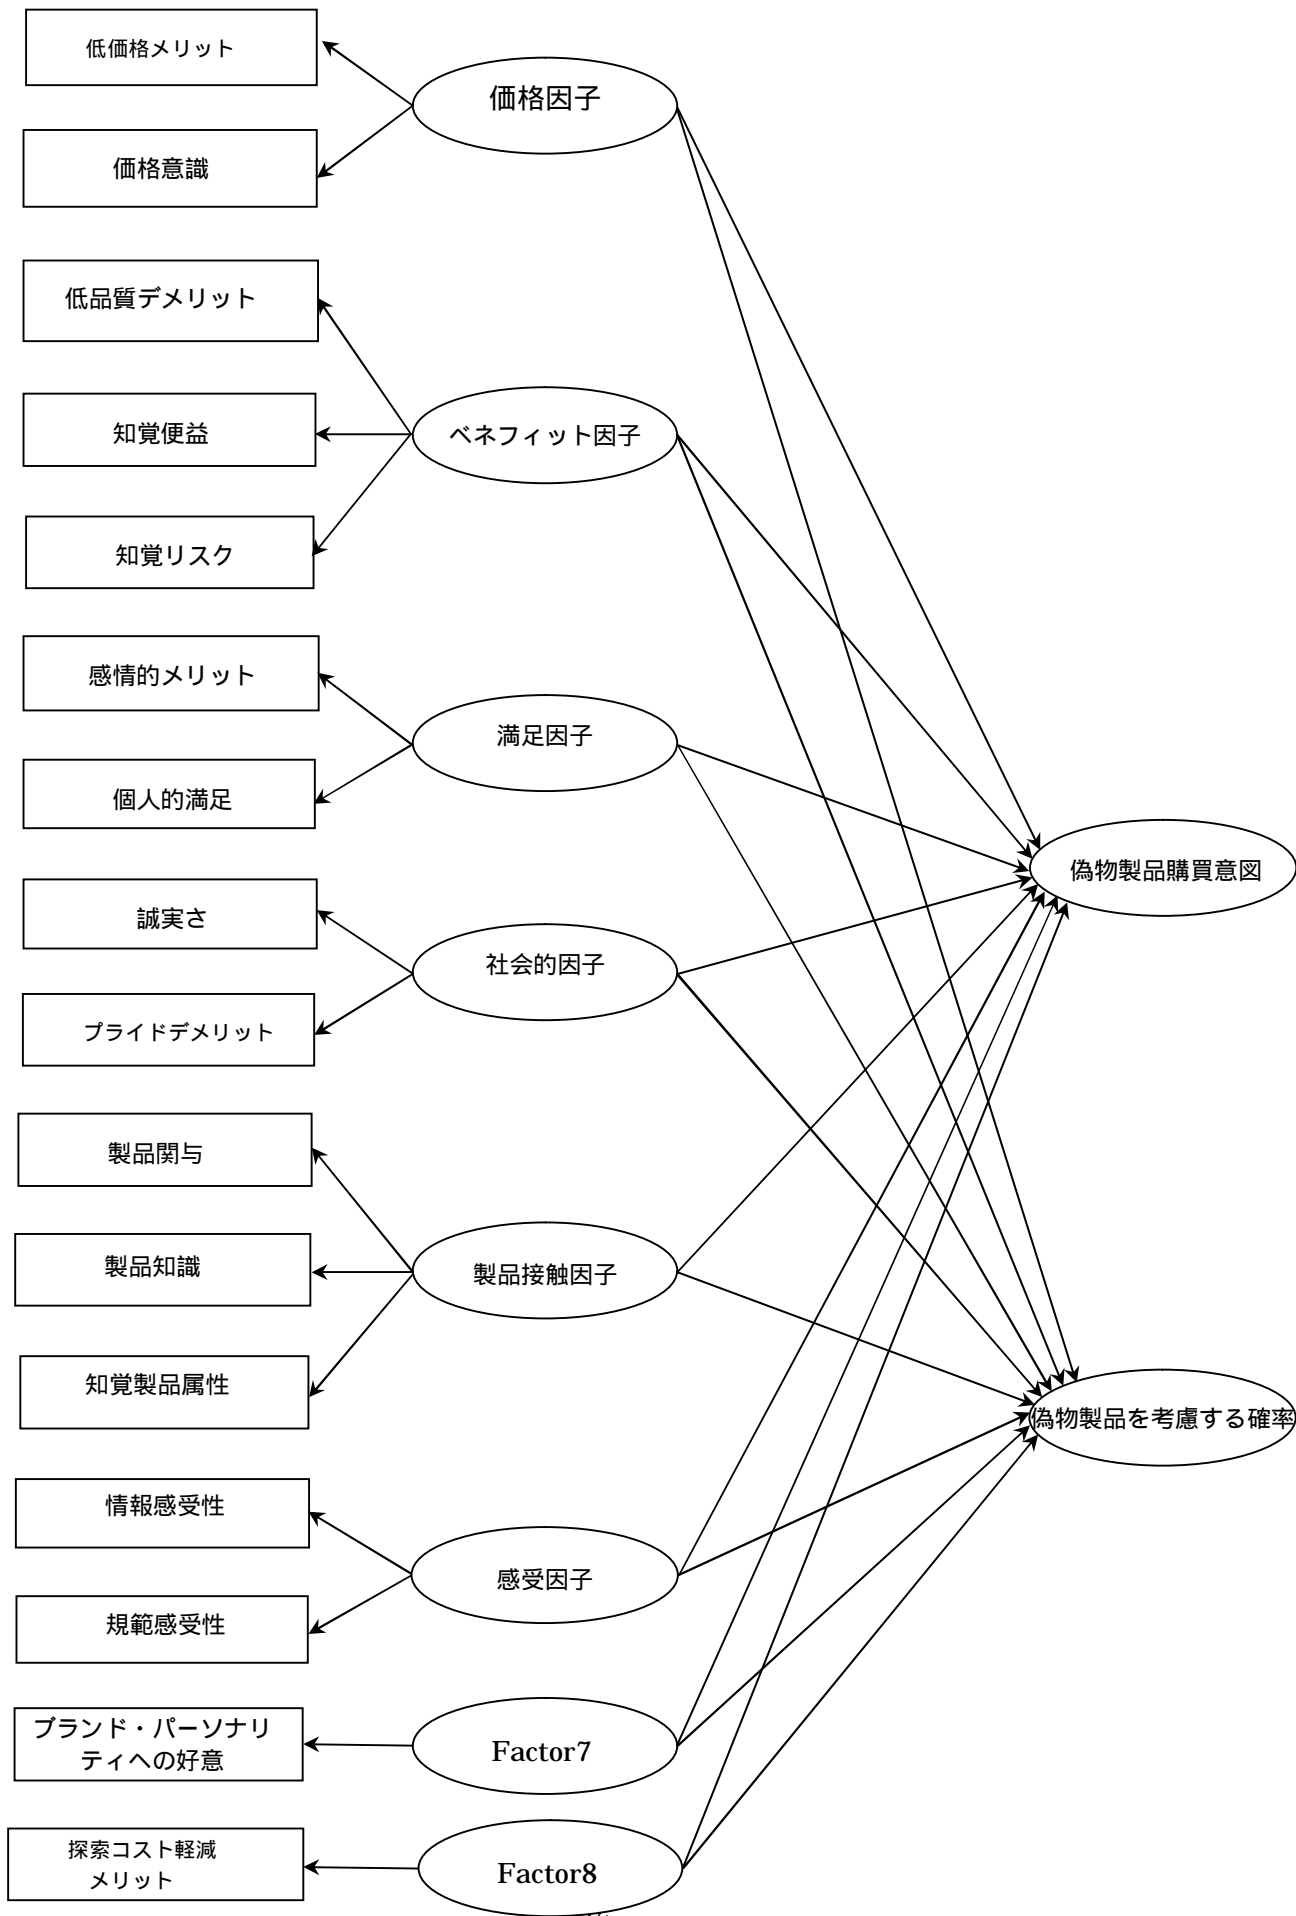 低価格メリット
価格因子
価格意識
低品質デメリット
知覚便益
ベネフィット因子
知覚リスク
感情的メリット
満足因子
個人的満足
偽物製品購買意図
誠実さ
社会的因子
プライドデメリット
製品関与
製品知識
製品接触因子
知覚製品属性
偽物製品を考慮する確率
情報感受性
感受因子
規範感受性
ブランド・パーソナリ
ティへの好意
Factor7
探索コスト軽減
メリット
Factor8